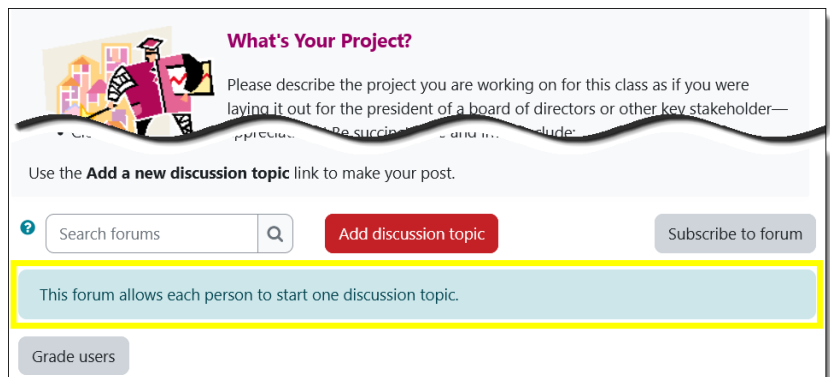 What's Your Project?
Please describe the project you are working on for this class as if you were
laying it out for the president of a board of directors or other key stakeholder—
Use the Add a new discussion topic link to make your post.
Search forums
Add discussion topic
Subscribe to forum
This forum allows each person to start one discussion topic.
Grade users